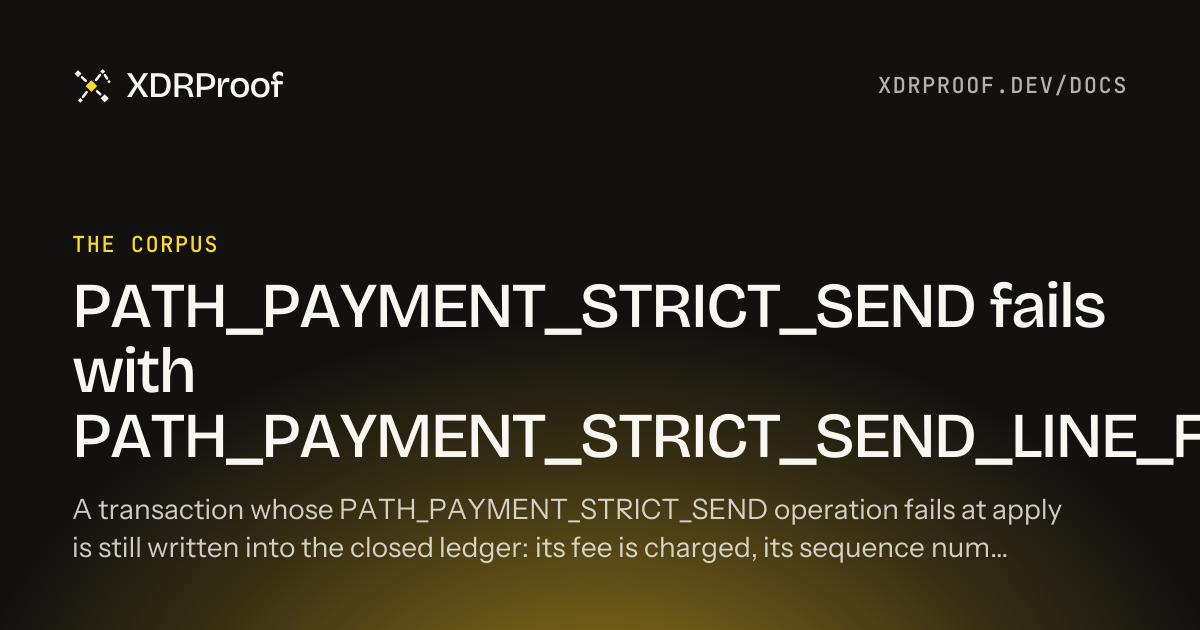 XDRProof
XDRPROOF.DEV/DOCS
THE CORPUS
PATH_PAYMENT_STRICT_SEND fails
with
PATH_PAYMENT_STRICT_SEND_LINE_F
A transaction whose PATH_PAYMENT_STRICT_SEND operation fails at apply
is still written into the closed ledger: its fee is charged, its sequence num...